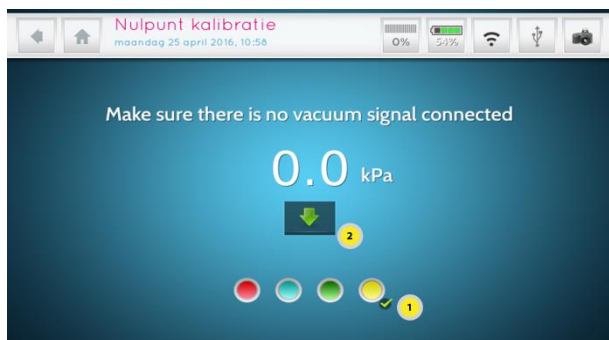 Nulpunt kalibratie
maandag 25 april 2016, 10:58
0%
54%
Make sure there is no vacuum signal connected
0.0 kPa
2
1